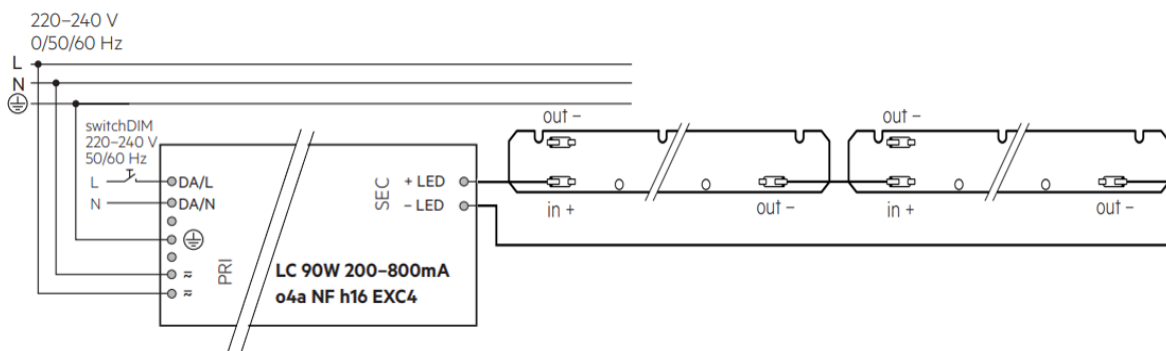 220–240 V
0/50/60 Hz
L
N
switchDIM
220–240 V
50/60 Hz
L
N
DA/L
DA/N
≂
≂
PRI
SEC
+ LED
– LED
LC 90W 200–800mA
o4a NF h16 EXC4
out –
in +
out –
out –
in +
out –